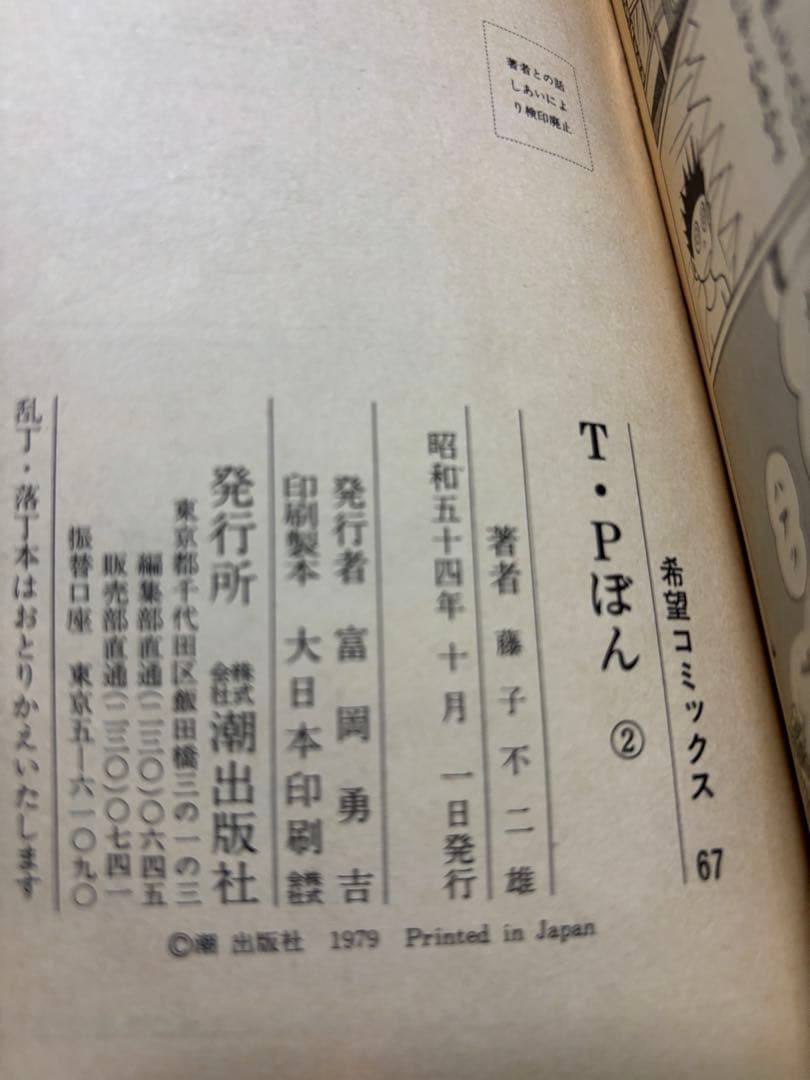 著者との話
しあいによ
り検印廃止
希望コミックス 67
T・Pぼん ②
著者 藤子不二雄
昭和五十四年 十月 一日発行
発行者 富岡勇吉
印刷製本 大日本印刷株式会社
発行所 株式会社潮出版社
東京都千代田区飯田橋三の一の三
編集部直通(二三〇)〇六四五
販売部直通(二三〇)〇七四一
振替口座 東京五―六一〇九〇
乱丁・落丁本はおとりかえいたします
©潮 出版社 1979 Printed in Japan